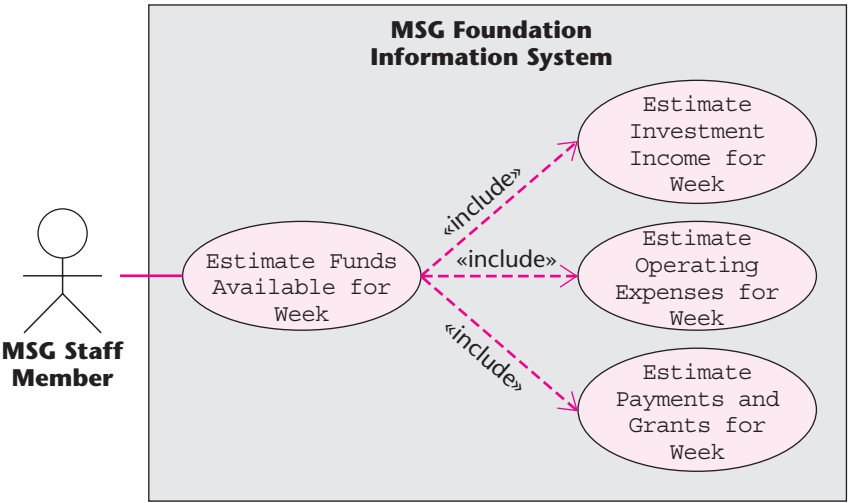 MSG Foundation
Information System
Estimate
Investment
Income for
Week
«include»
Estimate Funds
Available for
Week
«include»
Estimate
Operating
Expenses for
Week
«include»
Estimate
Payments and
Grants for
Week
MSG Staff
Member